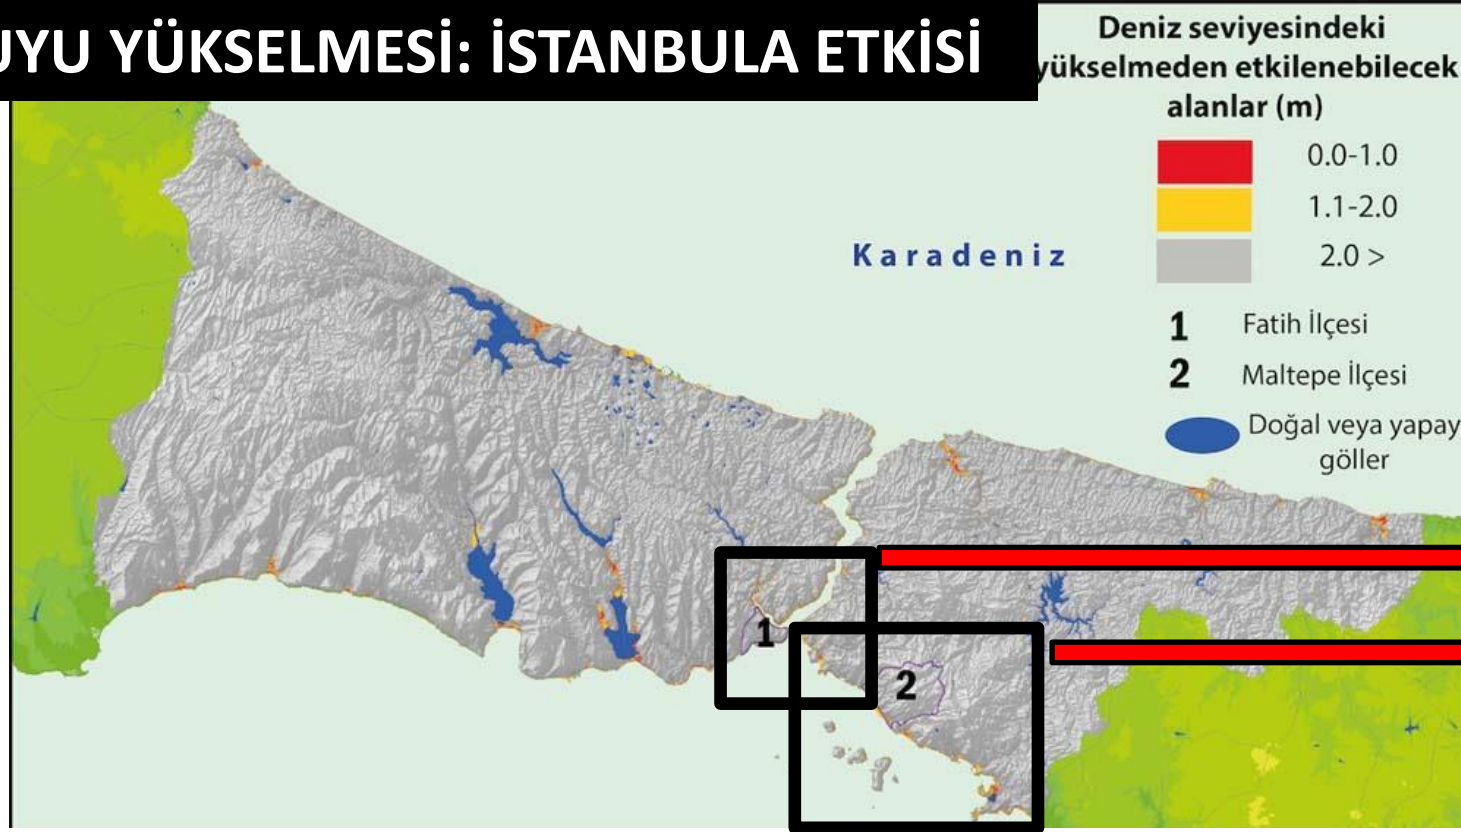 UYU YÜKSELMESİ: İSTANBULA ETKİSİ
Deniz seviyesindeki
yükselmeden etkilenebilecek
alanlar (m)
0.0-1.0
1.1-2.0
2.0 >
Karadeniz
1 Fatih İlçesi
2 Maltepe İlçesi
Doğal veya yapay
göller
1
2